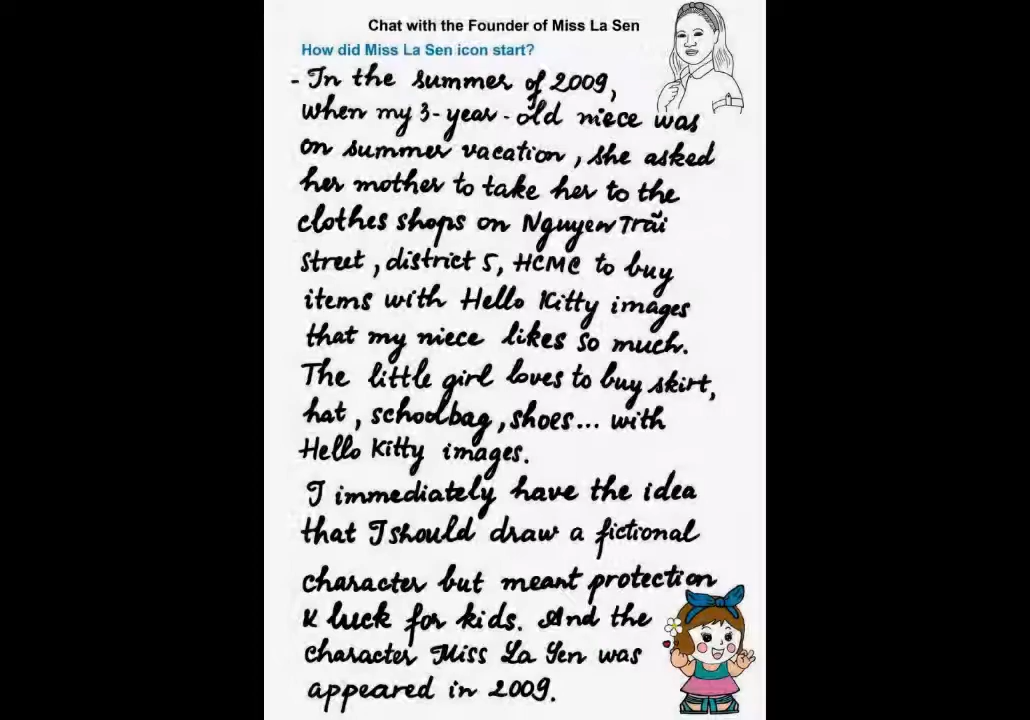 Chat with the Founder of Miss La Sen
How did Miss La Sen icon start?
- In the summer of 2009,
when my 3-year-old niece was
on summer vacation, she asked
her mother to take her to the
clothes shops on Nguyen Trãi
Street, district 5, HCMC to buy
items with Hello Kitty images
that my niece likes so much.
The little girl loves to buy skirt,
hat, schoolbag, shoes... with
Hello Kitty images.
I immediately have the idea
that I should draw a fictional
character but meant protection
& luck for kids. And the
character Miss La Sen was
appeared in 2009.